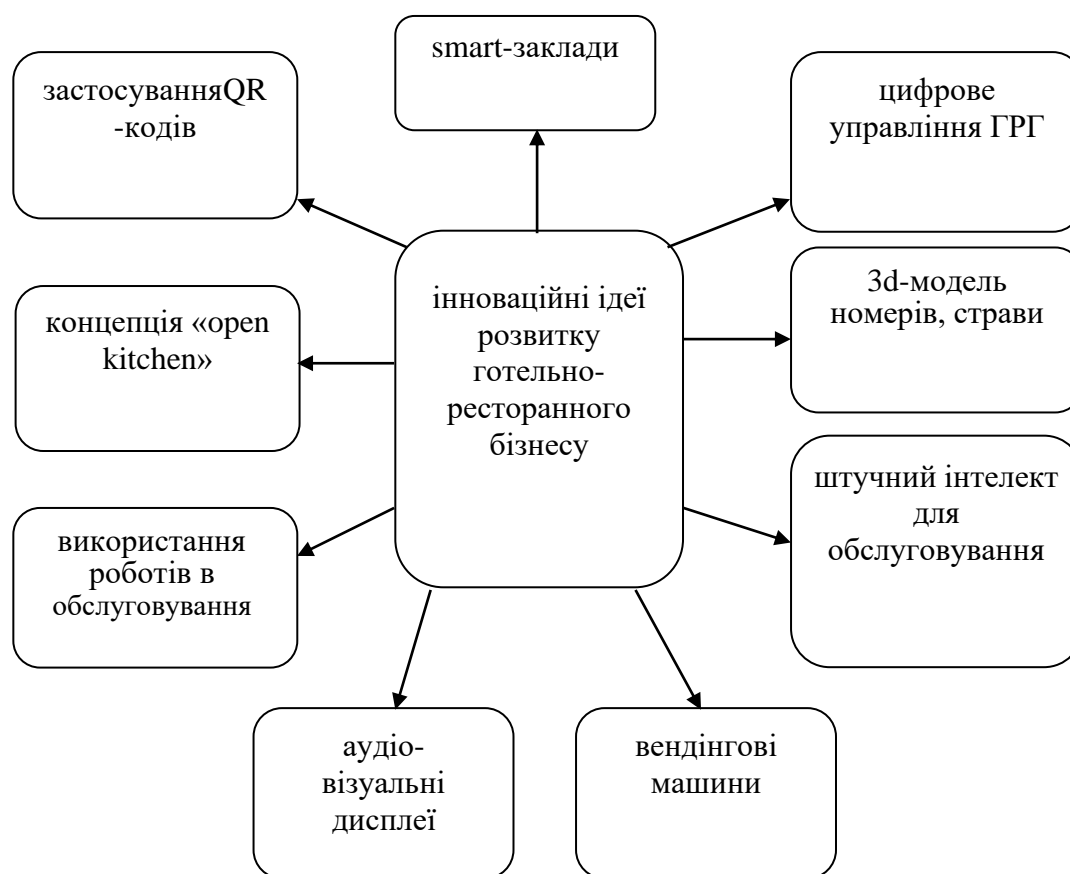 smart-заклади
застосуванняQR
-кодів
цифрове
управління ГРГ
інноваційні ідеї
розвитку
готельно-
ресторанного
бізнесу
3d-модель
номерів, страви
концепція «open
kitchen»
штучний інтелект
для
обслуговування
використання
роботів в
обслуговування
аудіо-
візуальні
дисплеї
вендінгові
машини